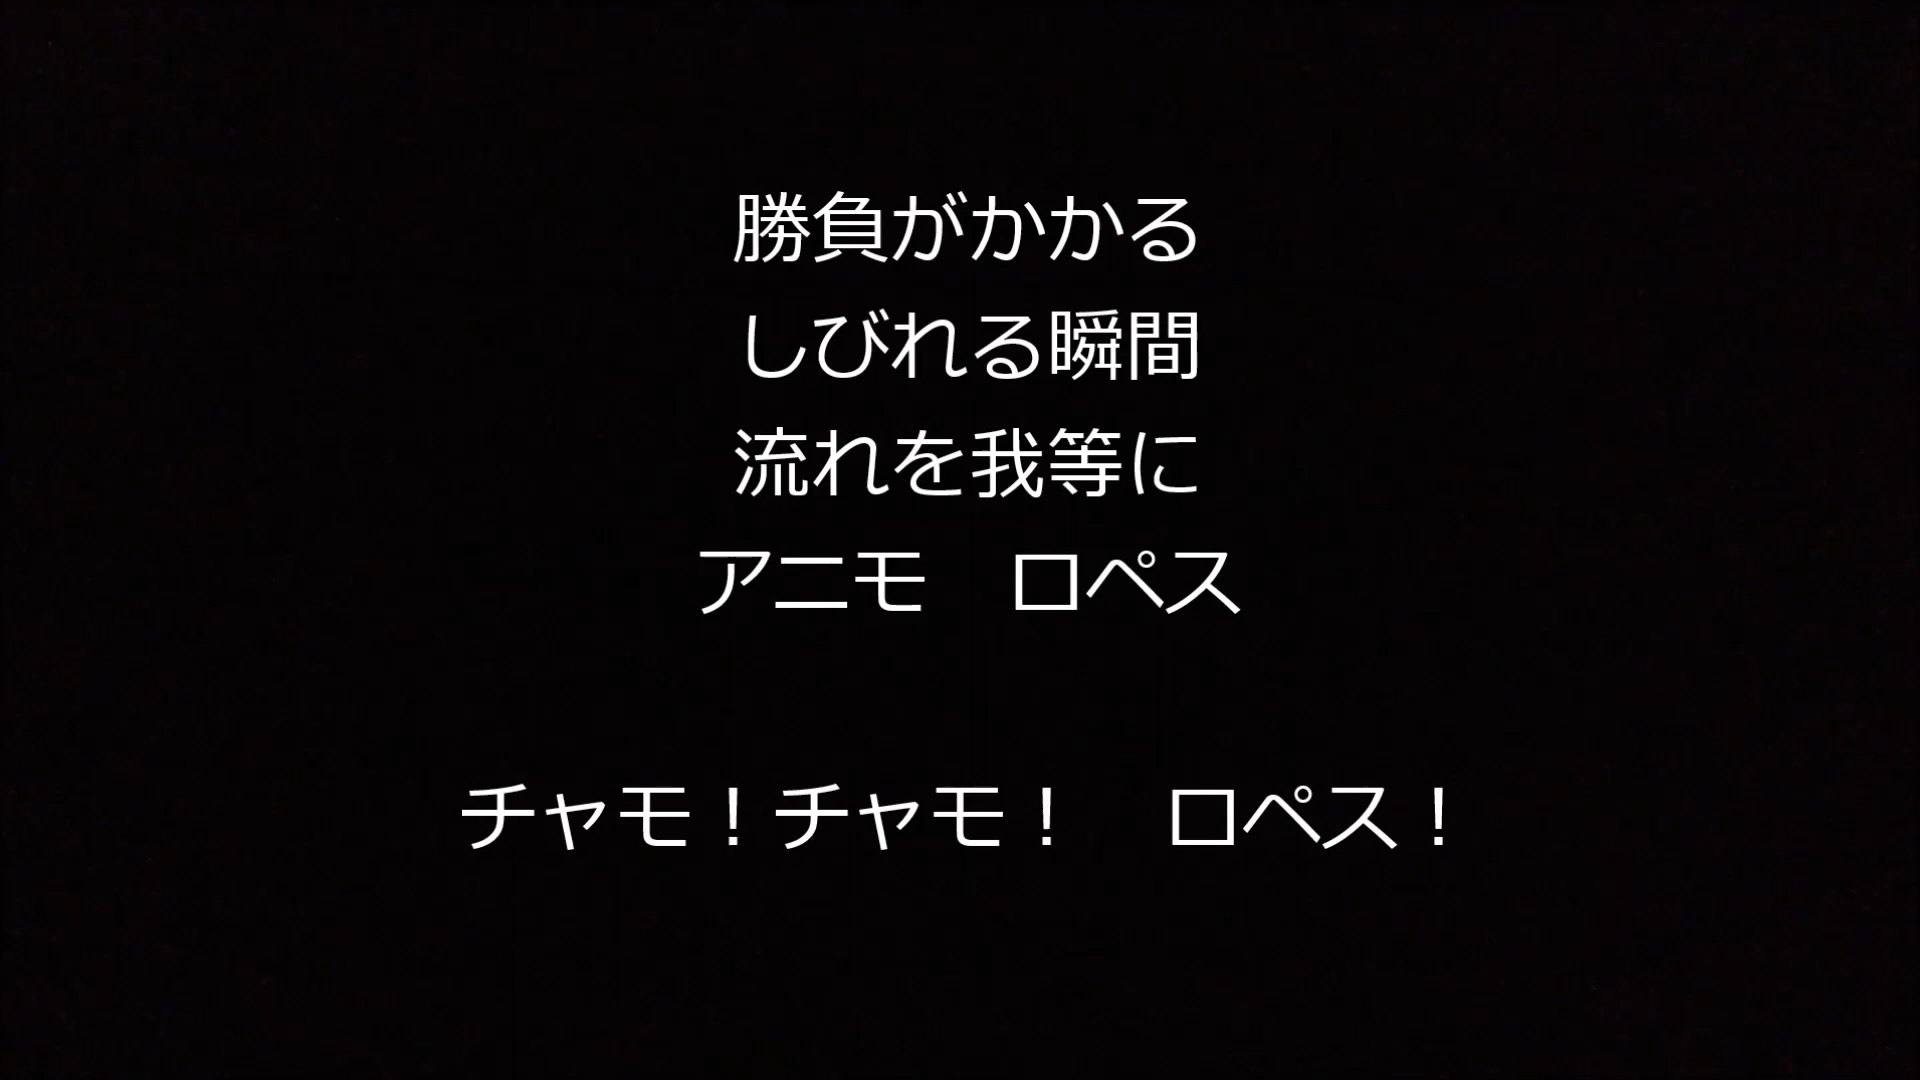 勝負がかかる
しびれる瞬間
流れを我等に
アニモ　ロペス
チャモ！チャモ！　ロペス！